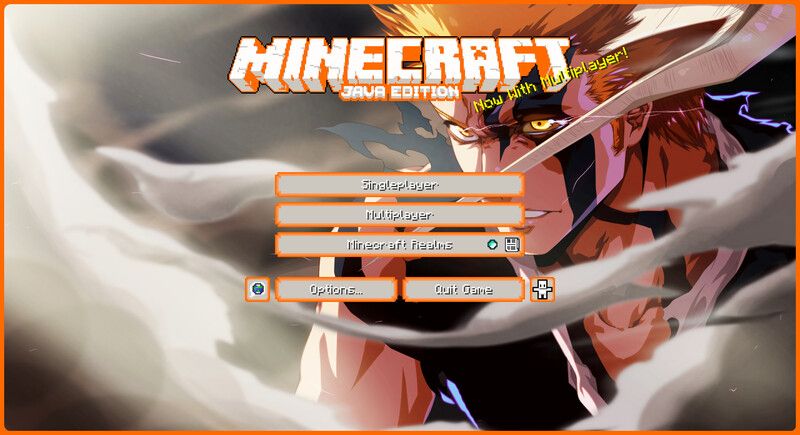 MINECRAFT
JAVA EDITION
Now With Multiplayer!
Singleplayer
Multiplayer
Minecraft Realms
Options...
Quit Game